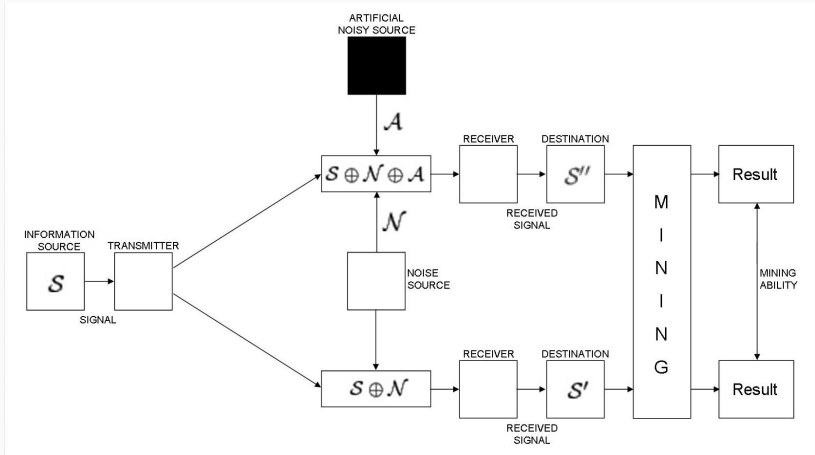 ARTIFICIAL
NOISY SOURCE
𝒜
RECEIVER
DESTINATION
𝒮 ⊕ 𝒩 ⊕ 𝒜
𝒮″
Result
RECEIVED
SIGNAL
𝒩
INFORMATION
SOURCE
TRANSMITTER
𝒮
SIGNAL
NOISE
SOURCE
M
I
N
I
N
G
MINING
ABILITY
RECEIVER
DESTINATION
𝒮 ⊕ 𝒩
𝒮′
Result
RECEIVED
SIGNAL